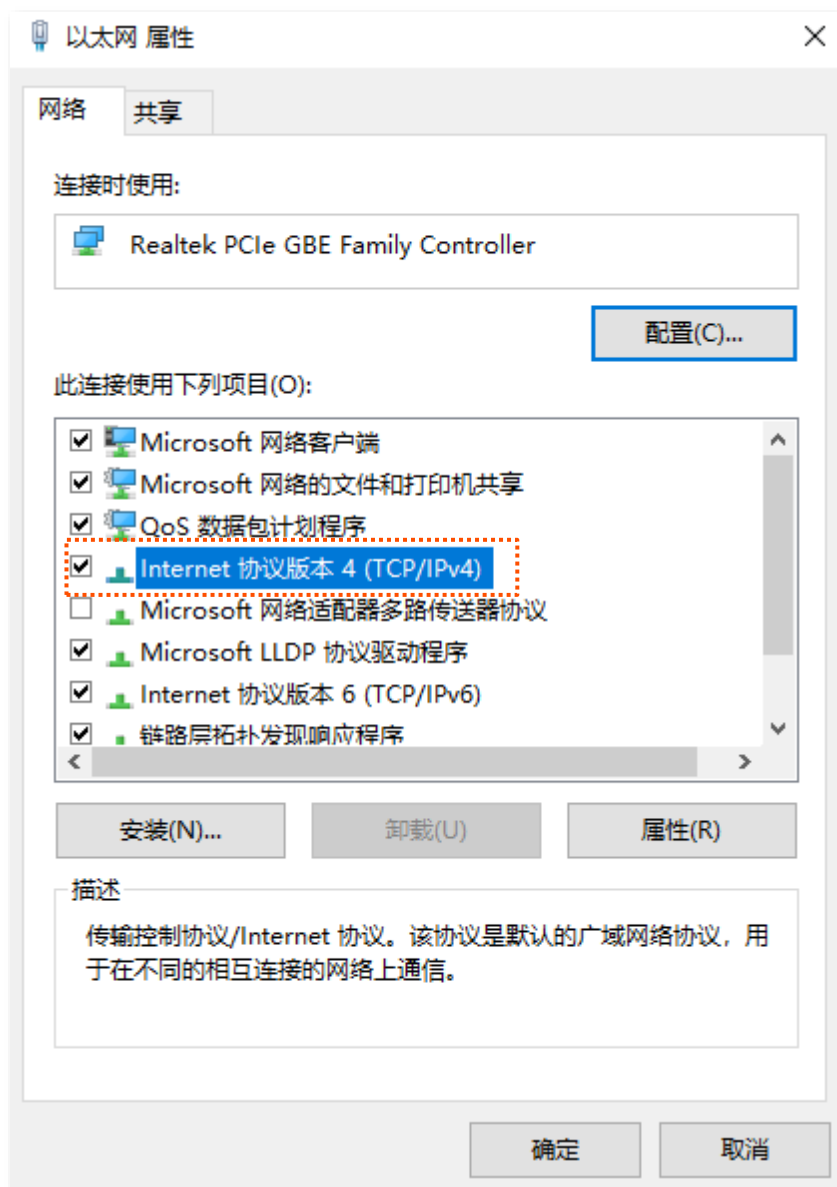 以太网 属性
网络
共享
连接时使用:
Realtek PCIe GBE Family Controller
配置(C)...
此连接使用下列项目(O):
Microsoft 网络客户端
Microsoft 网络的文件和打印机共享
QoS 数据包计划程序
Internet 协议版本 4 (TCP/IPv4)
Microsoft 网络适配器多路传送器协议
Microsoft LLDP 协议驱动程序
Internet 协议版本 6 (TCP/IPv6)
链路层拓扑发现响应程序
安装(N)...
卸载(U)
属性(R)
描述
传输控制协议/Internet 协议。该协议是默认的广域网络协议，用
于在不同的相互连接的网络上通信。
确定
取消